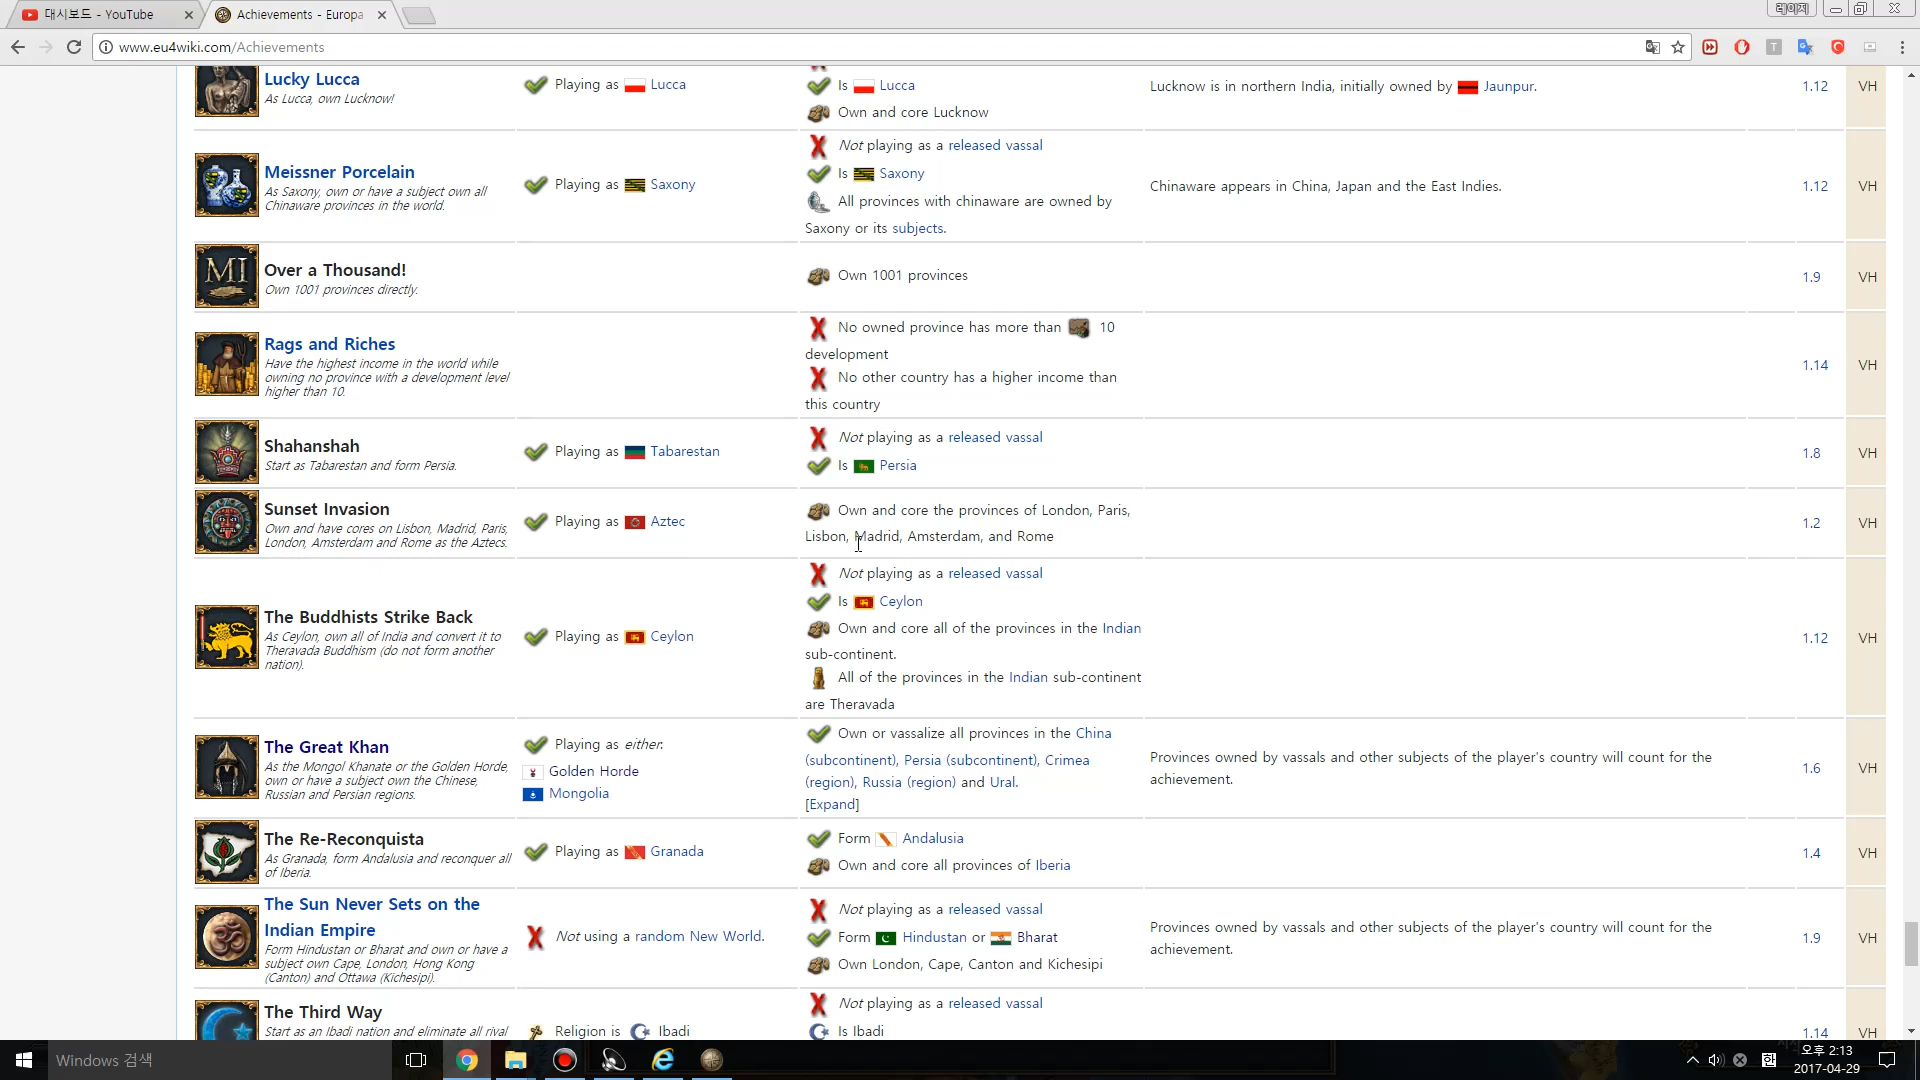 대시보드 - YouTube
Achievements - Europa
레이지
www.eu4wiki.com/Achievements
Lucky Lucca
As Lucca, own Lucknow!
Playing as Lucca
Is Lucca
Own and core Lucknow
Lucknow is in northern India, initially owned by Jaunpur.
1.12
VH
Meissner Porcelain
As Saxony, own or have a subject own all
Chinaware provinces in the world.
Playing as Saxony
Not playing as a released vassal
Is Saxony
All provinces with chinaware are owned by
Saxony or its subjects.
Chinaware appears in China, Japan and the East Indies.
1.12
VH
MI
Over a Thousand!
Own 1001 provinces directly.
Own 1001 provinces
1.9
VH
Rags and Riches
Have the highest income in the world while
owning no province with a development level
higher than 10.
No owned province has more than 10
development
No other country has a higher income than
this country
1.14
VH
Shahanshah
Start as Tabarestan and form Persia.
Playing as Tabarestan
Not playing as a released vassal
Is Persia
1.8
VH
Sunset Invasion
Own and have cores on Lisbon, Madrid, Paris,
London, Amsterdam and Rome as the Aztecs.
Playing as Aztec
Own and core the provinces of London, Paris,
Lisbon, Madrid, Amsterdam, and Rome
1.2
VH
The Buddhists Strike Back
As Ceylon, own all of India and convert it to
Theravada Buddhism (do not form another
nation).
Playing as Ceylon
Not playing as a released vassal
Is Ceylon
Own and core all of the provinces in the Indian
sub-continent.
All of the provinces in the Indian sub-continent
are Theravada
1.12
VH
The Great Khan
As the Mongol Khanate or the Golden Horde,
own or have a subject own the Chinese,
Russian and Persian regions.
Playing as either:
Golden Horde
Mongolia
Own or vassalize all provinces in the China
(subcontinent), Persia (subcontinent), Crimea
(region), Russia (region) and Ural.
[Expand]
Provinces owned by vassals and other subjects of the player's country will count for the
achievement.
1.6
VH
The Re-Reconquista
As Granada, form Andalusia and reconquer all
of Iberia.
Playing as Granada
Form Andalusia
Own and core all provinces of Iberia
1.4
VH
The Sun Never Sets on the
Indian Empire
Form Hindustan or Bharat and own or have a
subject own Cape, London, Hong Kong
(Canton) and Ottawa (Kichesipi).
Not using a random New World.
Not playing as a released vassal
Form Hindustan or Bharat
Own London, Cape, Canton and Kichesipi
Provinces owned by vassals and other subjects of the player's country will count for the
achievement.
1.9
VH
The Third Way
Start as an Ibadi nation and eliminate all rival
Religion is Ibadi
Not playing as a released vassal
Is Ibadi
1.14
VH
Windows 검색
한
오후 2:13
2017-04-29